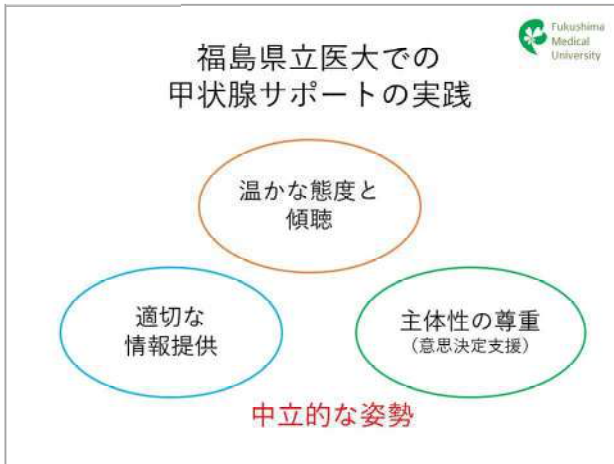 Fukushima
Medical
University
福島県立医大での
甲状腺サポートの実践
温かな態度と
傾聴
適切な
情報提供
主体性の尊重
(意思決定支援)
中立的な姿勢